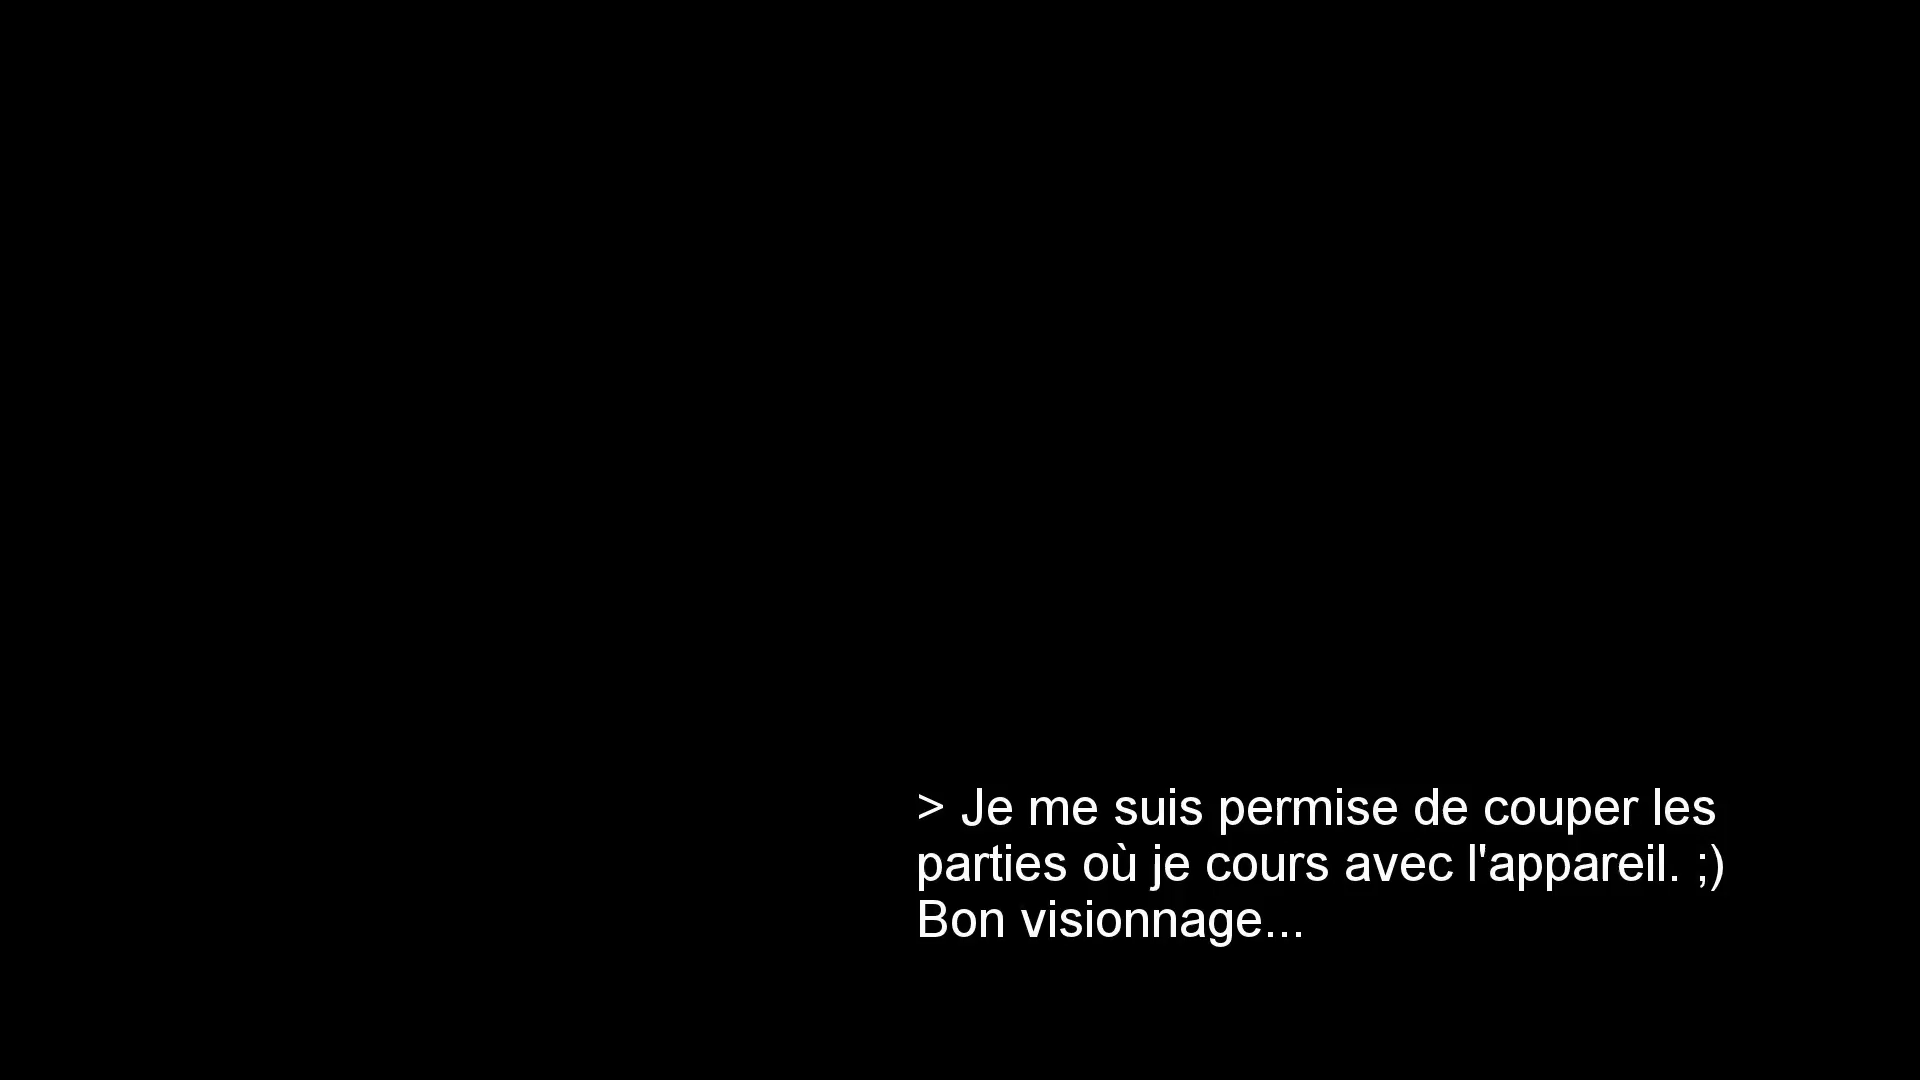 > Je me suis permise de couper les
parties où je cours avec l'appareil. ;)
Bon visionnage...